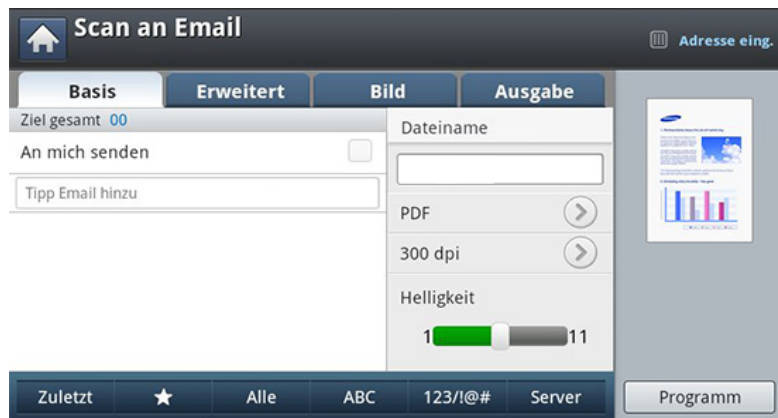 Scan an Email
Adresse eing.
Basis
Erweitert
Bild
Ausgabe
Ziel gesamt 00
An mich senden
Tipp Email hinzu
Dateiname
PDF
300 dpi
Helligkeit
1 11
Zuletzt
Alle
ABC
123/!@#
Server
Programm